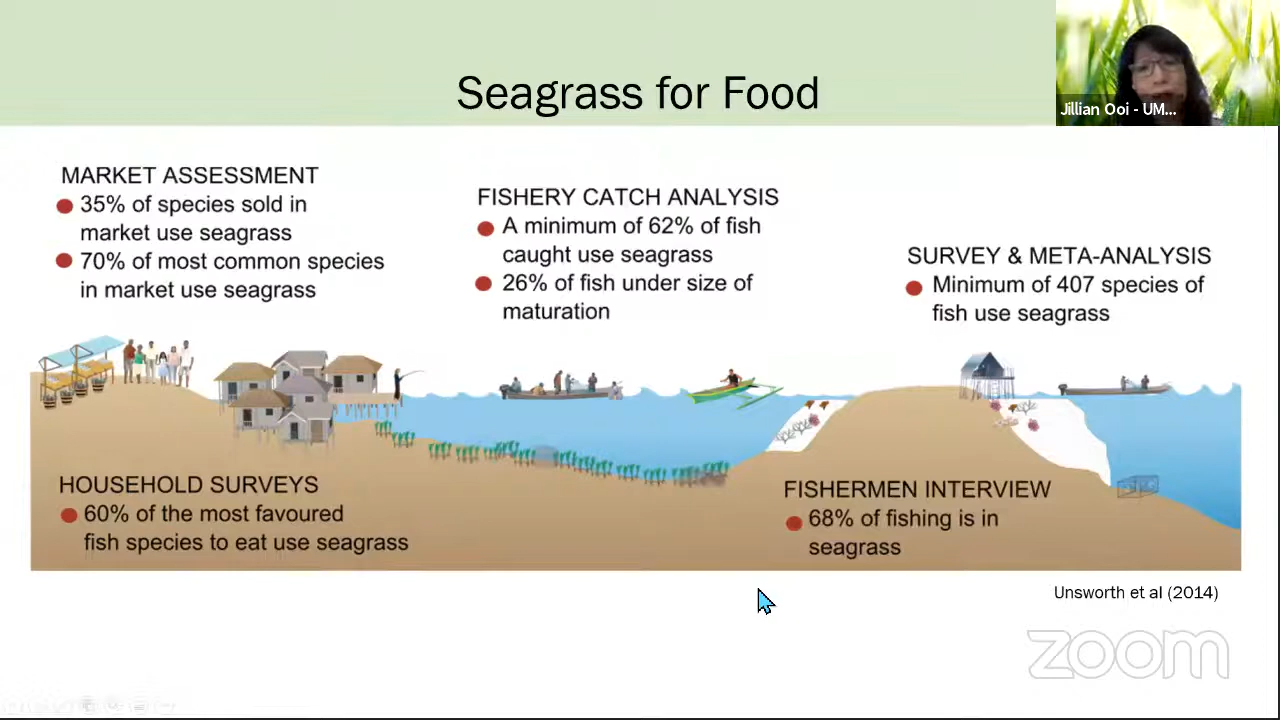 Seagrass for Food
Jillian Ooi - UM...
MARKET ASSESSMENT
35% of species sold in
market use seagrass
70% of most common species
in market use seagrass
FISHERY CATCH ANALYSIS
A minimum of 62% of fish
caught use seagrass
26% of fish under size of
maturation
SURVEY & META-ANALYSIS
Minimum of 407 species of
fish use seagrass
HOUSEHOLD SURVEYS
60% of the most favoured
fish species to eat use seagrass
FISHERMEN INTERVIEW
68% of fishing is in
seagrass
Unsworth et al (2014)
zoom